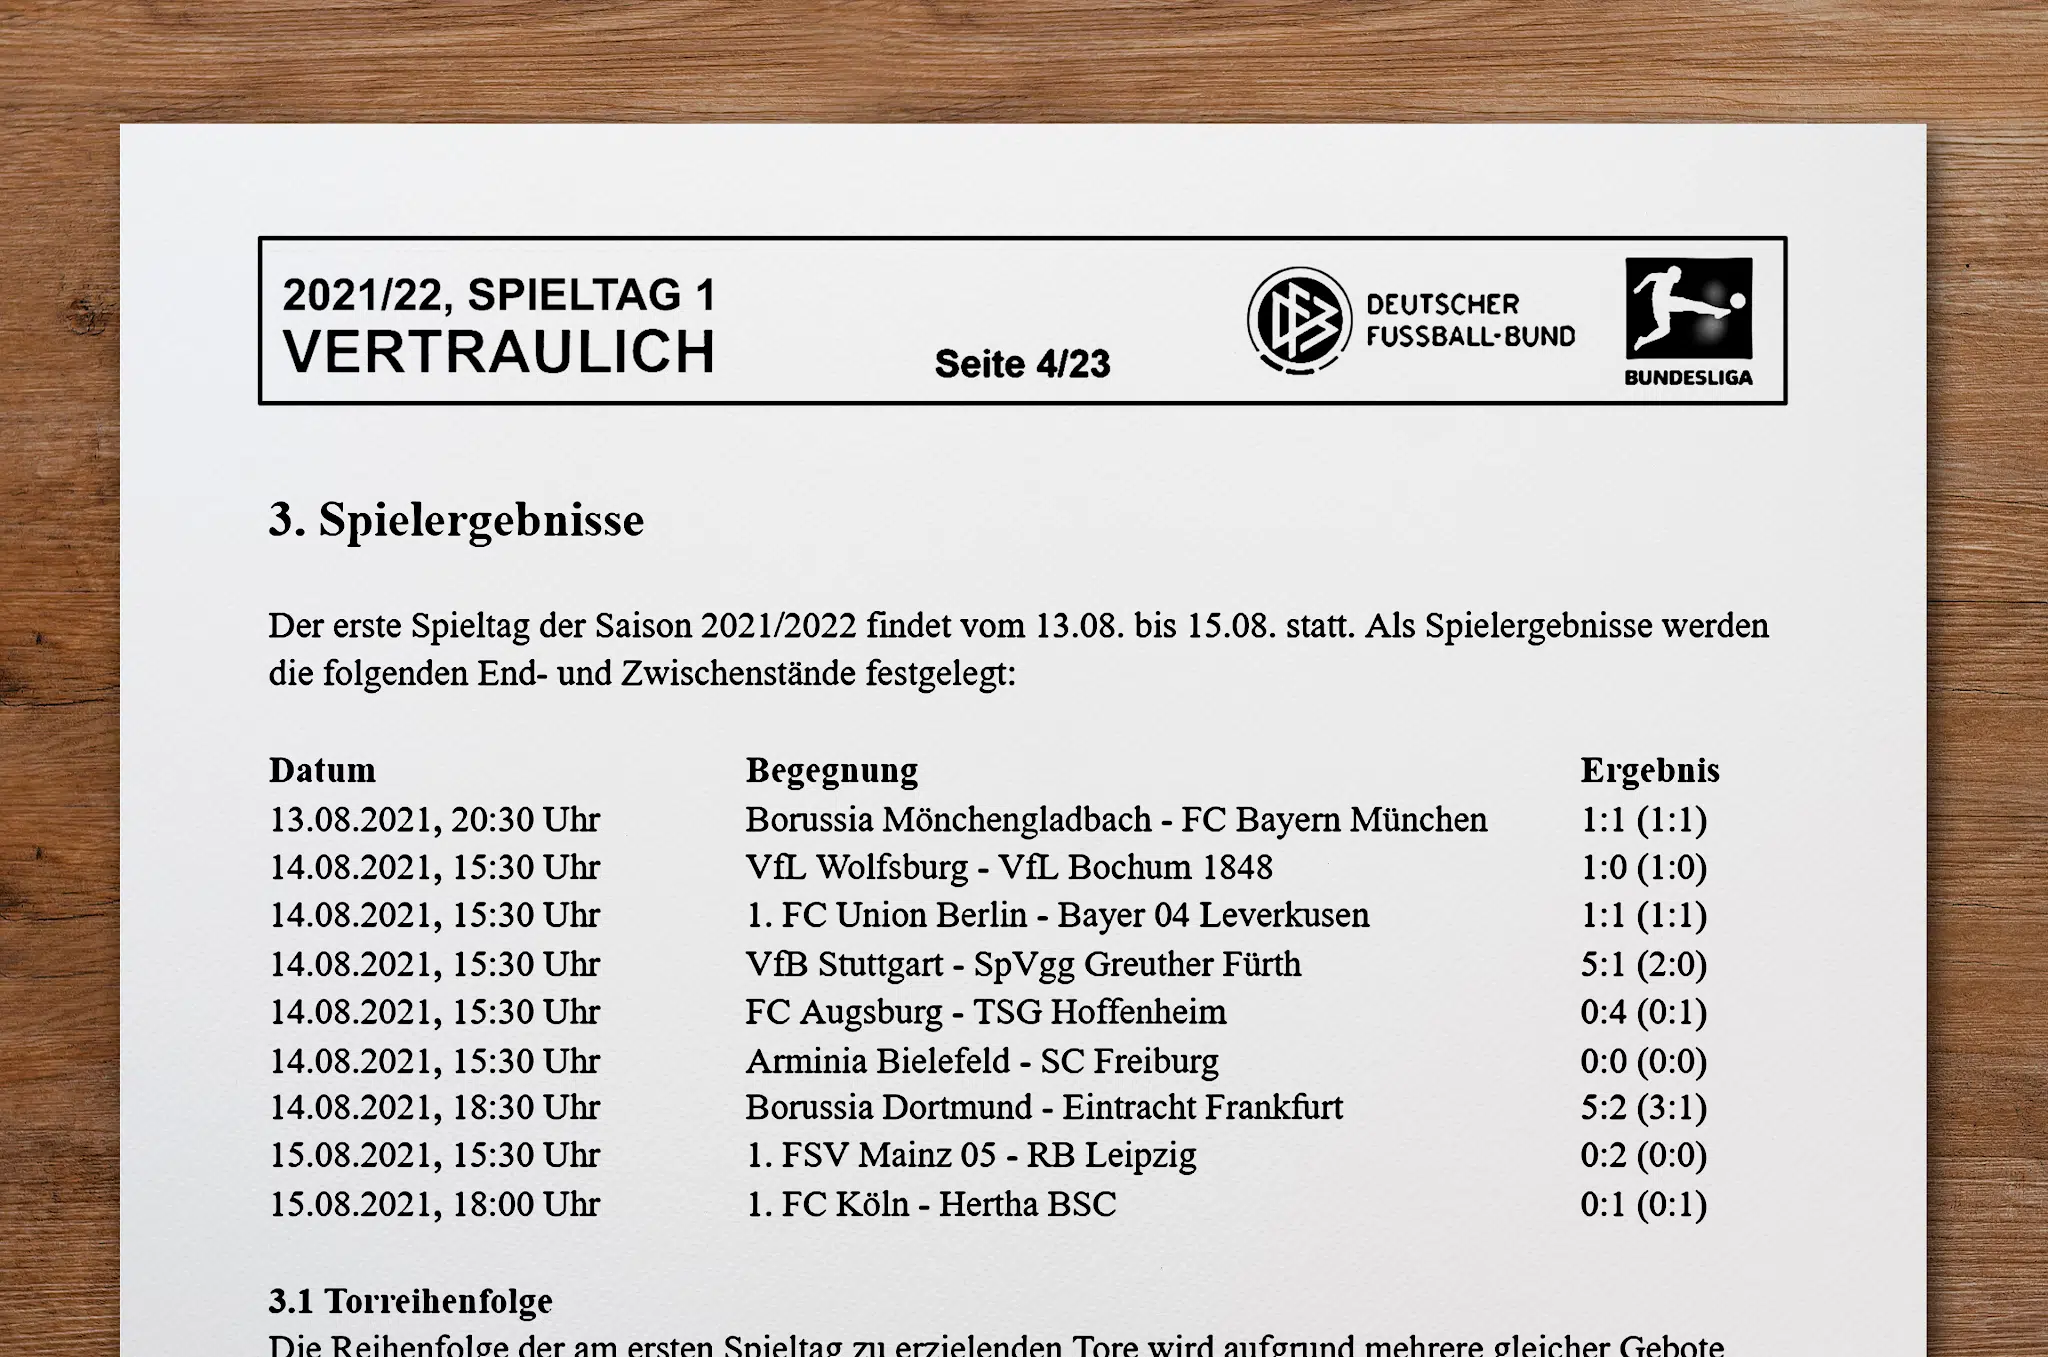 2021/22, SPIELTAG 1
VERTRAULICH
Seite 4/23
DEUTSCHER
FUSSBALL-BUND
DFB
BUNDESLIGA
3. Spielergebnisse
Der erste Spieltag der Saison 2021/2022 findet vom 13.08. bis 15.08. statt. Als Spielergebnisse werden
die folgenden End- und Zwischenstände festgelegt:
Datum Begegnung Ergebnis
13.08.2021, 20:30 Uhr Borussia Mönchengladbach - FC Bayern München 1:1 (1:1)
14.08.2021, 15:30 Uhr VfL Wolfsburg - VfL Bochum 1848 1:0 (1:0)
14.08.2021, 15:30 Uhr 1. FC Union Berlin - Bayer 04 Leverkusen 1:1 (1:1)
14.08.2021, 15:30 Uhr VfB Stuttgart - SpVgg Greuther Fürth 5:1 (2:0)
14.08.2021, 15:30 Uhr FC Augsburg - TSG Hoffenheim 0:4 (0:1)
14.08.2021, 15:30 Uhr Arminia Bielefeld - SC Freiburg 0:0 (0:0)
14.08.2021, 18:30 Uhr Borussia Dortmund - Eintracht Frankfurt 5:2 (3:1)
15.08.2021, 15:30 Uhr 1. FSV Mainz 05 - RB Leipzig 0:2 (0:0)
15.08.2021, 18:00 Uhr 1. FC Köln - Hertha BSC 0:1 (0:1)
3.1 Torreihenfolge
Die Reihenfolge der am ersten Spieltag zu erzielenden Tore wird aufgrund mehrere gleicher Gebote